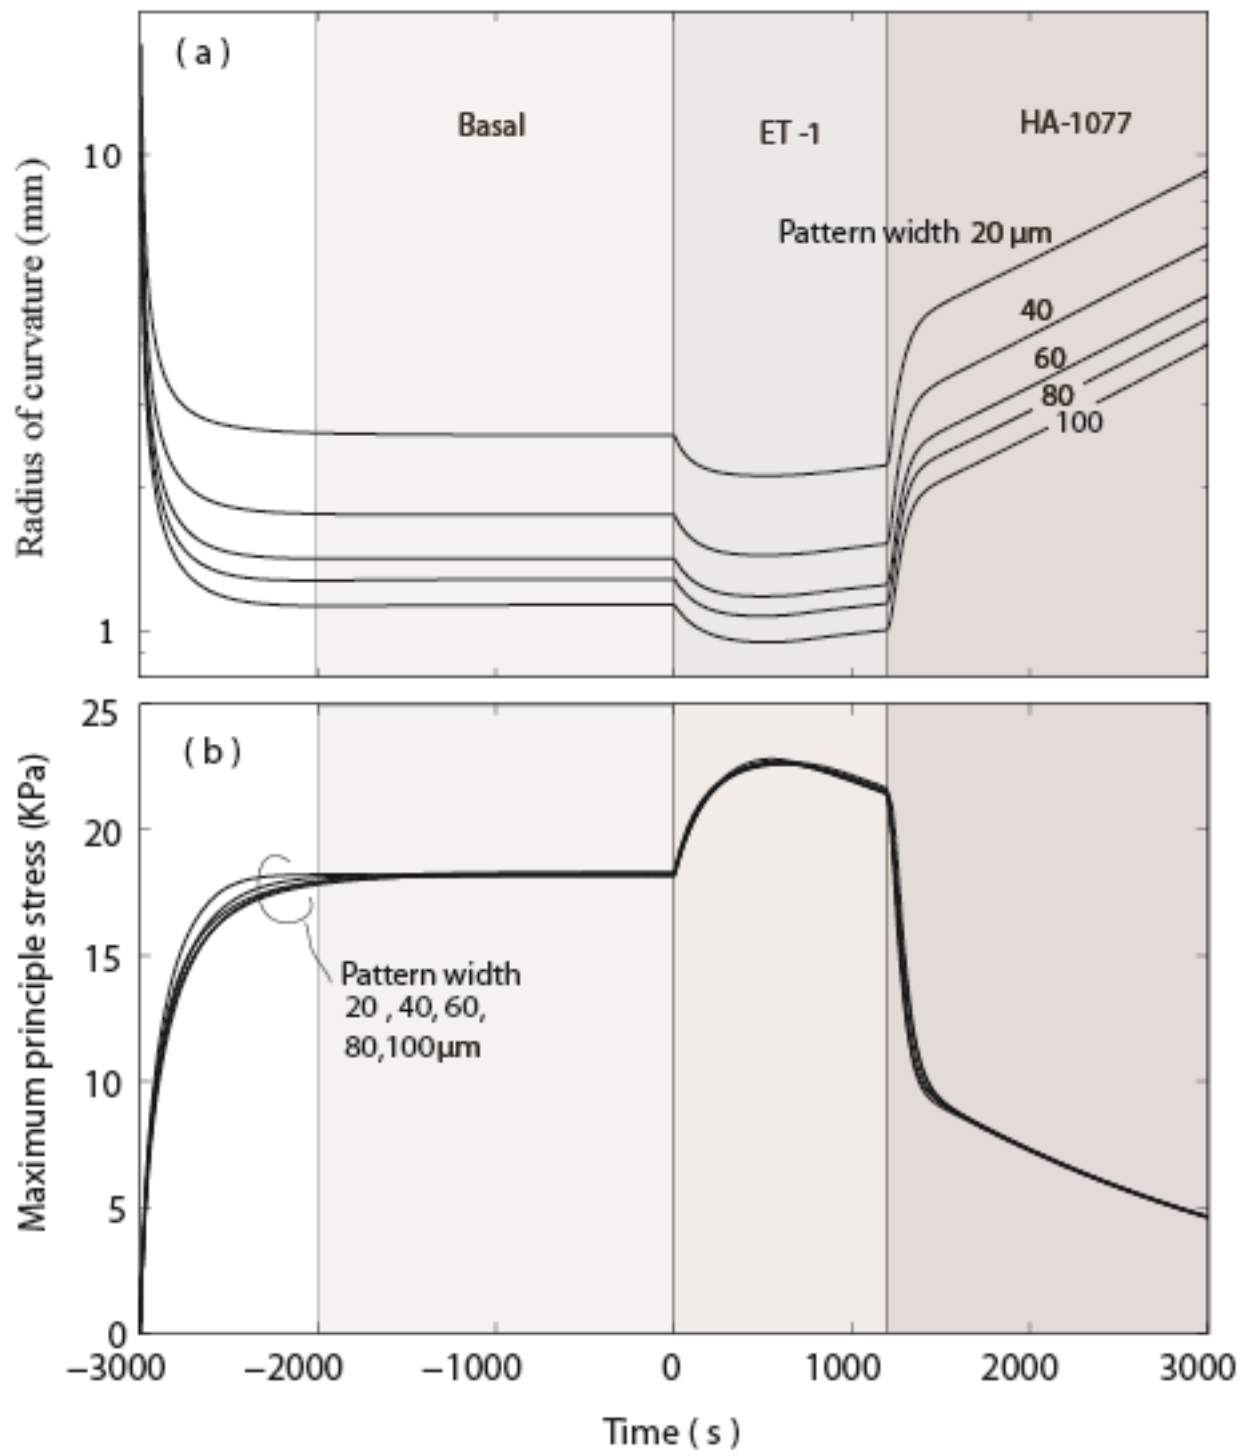 ( a )
Basal
ET -1
HA-1077
10
Pattern width 20 µm
40
60
80
100
1
Radius of curvature (mm)
25
( b )
20
15
Pattern width
20 , 40, 60,
80,100µm
10
5
0
Maximum principle stress (KPa)
−3000 −2000 −1000 0 1000 2000 3000
Time ( s )